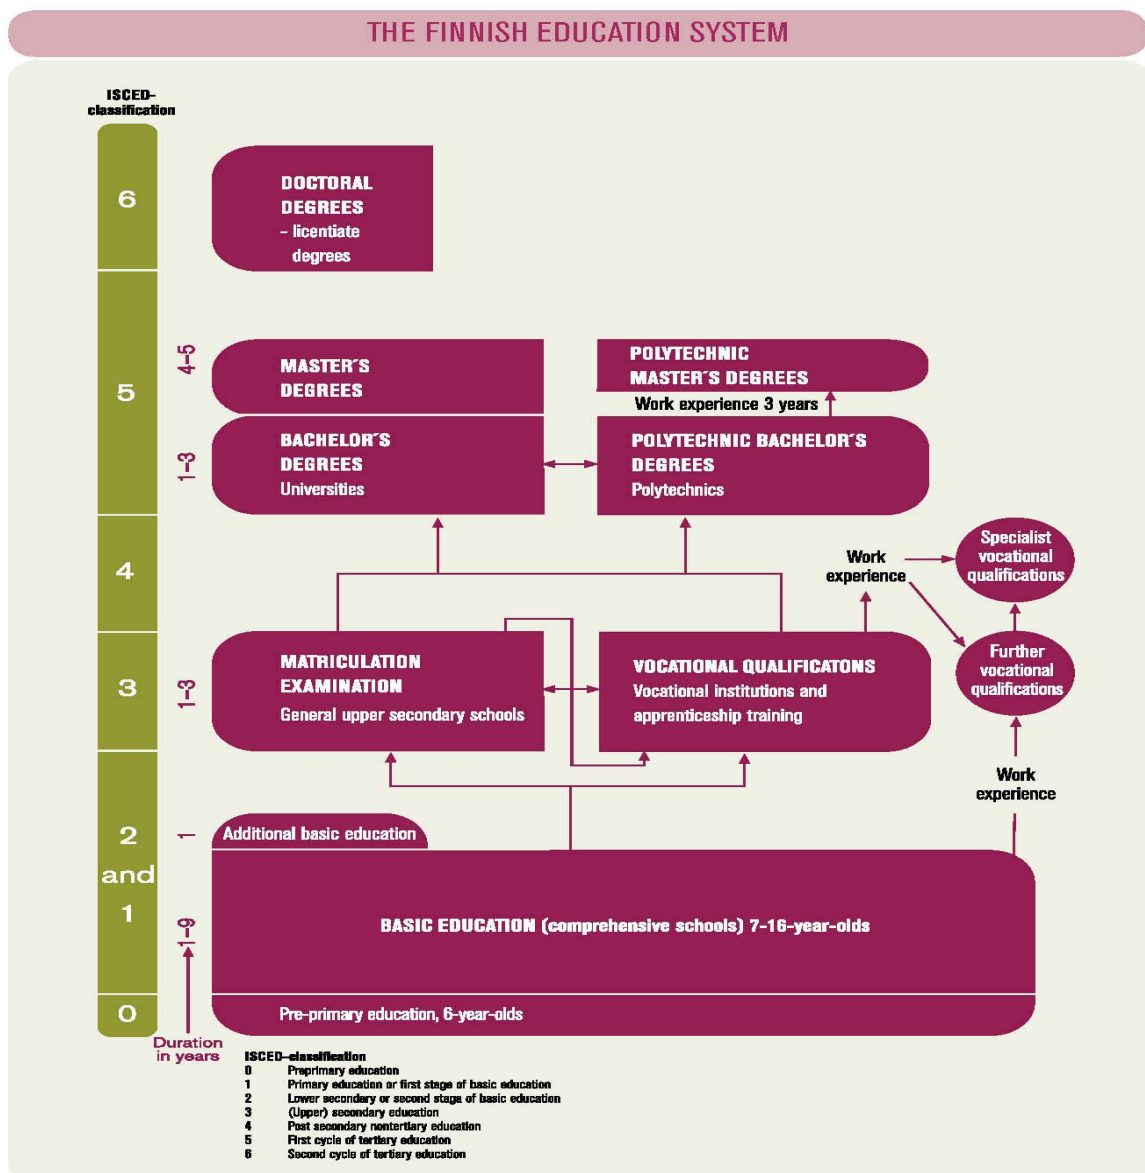 THE FINNISH EDUCATION SYSTEM
ISCED–
classification
6
DOCTORAL
DEGREES
– licentiate
degrees
5
4–5
MASTER´S
DEGREES
POLYTECHNIC
MASTER´S DEGREES
Work experience 3 years
1–3
BACHELOR´S
DEGREES
Universities
POLYTECHNIC BACHELOR´S
DEGREES
Polytechnics
4
Work
experience
Specialist
vocational
qualifications
3
1–3
MATRICULATION
EXAMINATION
General upper secondary schools
VOCATIONAL QUALIFICATONS
Vocational institutions and
apprenticeship training
Further
vocational
qualifications
Work
experience
2
and
1
1
Additional basic education
1–9
BASIC EDUCATION (comprehensive schools) 7-16-year-olds
0
Pre-primary education, 6-year-olds
Duration
in years
ISCED–classification
0 Preprimary education
1 Primary education or first stage of basic education
2 Lower secondary or second stage of basic education
3 (Upper) secondary education
4 Post secondary nontertiary education
5 First cycle of tertiary education
6 Second cycle of tertiary education